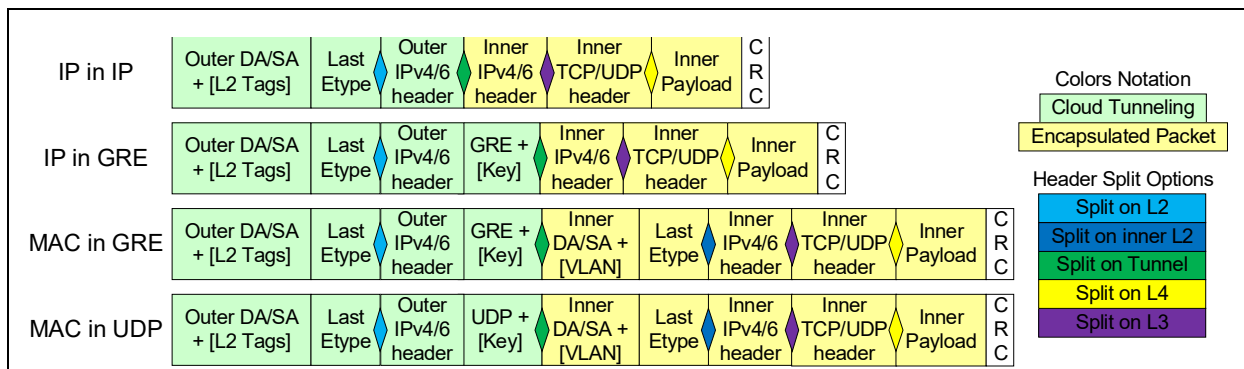 IP in IP
Outer DA/SA
+ [L2 Tags]
Last
Etype
Outer
IPv4/6
header
Inner
IPv4/6
header
Inner
TCP/UDP
header
Inner
Payload
C
R
C
IP in GRE
Outer DA/SA
+ [L2 Tags]
Last
Etype
Outer
IPv4/6
header
GRE +
[Key]
Inner
IPv4/6
header
Inner
TCP/UDP
header
Inner
Payload
C
R
C
MAC in GRE
Outer DA/SA
+ [L2 Tags]
Last
Etype
Outer
IPv4/6
header
GRE +
[Key]
Inner
DA/SA +
[VLAN]
Last
Etype
Inner
IPv4/6
header
Inner
TCP/UDP
header
Inner
Payload
C
R
C
MAC in UDP
Outer DA/SA
+ [L2 Tags]
Last
Etype
Outer
IPv4/6
header
UDP +
[Key]
Inner
DA/SA +
[VLAN]
Last
Etype
Inner
IPv4/6
header
Inner
TCP/UDP
header
Inner
Payload
C
R
C
Colors Notation
Cloud Tunneling
Encapsulated Packet
Header Split Options
Split on L2
Split on inner L2
Split on Tunnel
Split on L4
Split on L3